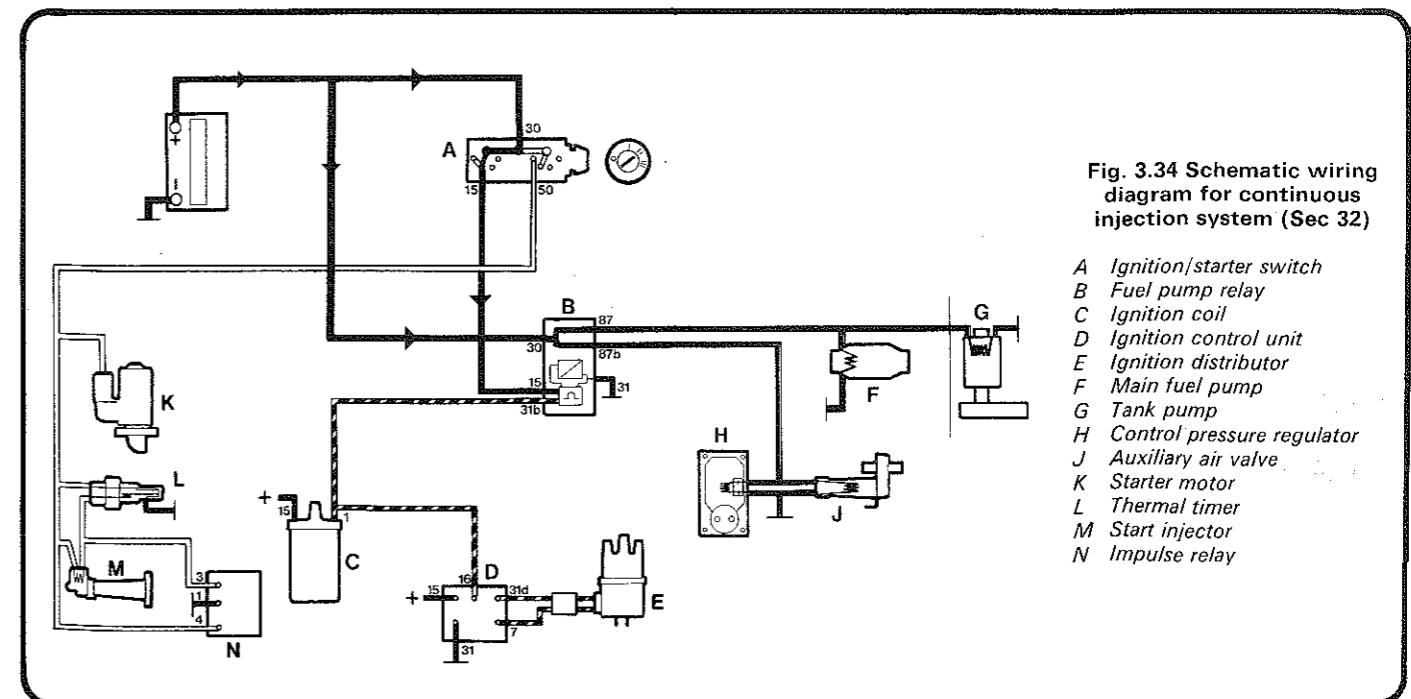 30
A
15
50
+
−
B
87
30
87b
15
31
31b
G
F
K
H
L
+
15
1
C
J
M
16
D
+
15
31d
E
7
31
3
11
4
N
Fig. 3.34 Schematic wiring
diagram for continuous
injection system (Sec 32)
A Ignition/starter switch
B Fuel pump relay
C Ignition coil
D Ignition control unit
E Ignition distributor
F Main fuel pump
G Tank pump
H Control pressure regulator
J Auxiliary air valve
K Starter motor
L Thermal timer
M Start injector
N Impulse relay